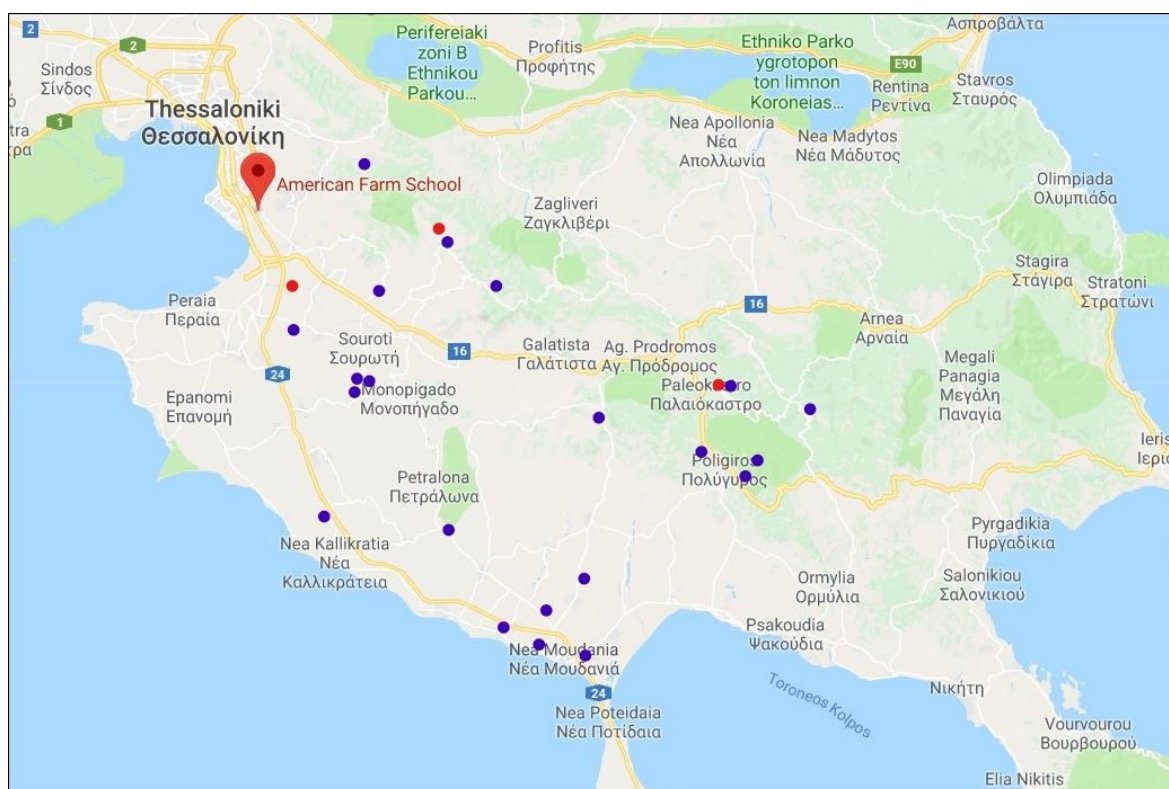 2
Perifereiaki
zoni B
Ethnikou
Parkou...
Profitis
Προφήτης
Ethniko Parko
ygrotopon
ton limnon
Koroneias...
Ασπροβάλτα
2
E90
Sindos
Σίνδος
Rentina
Ρεντίνα
Stavros
Σταυρός
Thessaloniki
Θεσσαλονίκη
1
τρα
Nea Apollonia
Νέα
Απολλωνία
Nea Madytos
Νέα Μάδυτος
American Farm School
Olimpiada
Ολυμπιάδα
Zagliveri
Ζαγκλιβέρι
Stagira
Στάγιρα
Stratoni
Στρατώνι
Peraia
Περαία
16
Arnea
Αρναία
Souroti
Σουρωτή
16
Galatista
Γαλάτιστα
Ag. Prodromos
Αγ. Πρόδρομος
24
Megali
Panagia
Μεγάλη
Παναγία
Epanomi
Επανομή
Monopigado
Μονοπήγαδο
Paleokastro
Παλαιόκαστρο
Ieris
Ιερισ
Petralona
Πετράλωνα
Poligiros
Πολύγυρος
Pyrgadikia
Πυργαδίκια
Nea Kallikratia
Νέα
Καλλικράτεια
Ormylia
Ορμύλια
Salonikiou
Σαλονικιού
Psakoudia
Ψακούδια
Nea Moudania
Νέα Μουδανιά
24
Toroneos Kolpos
Νικήτη
Nea Poteidaia
Νέα Ποτίδαια
Vourvourou
Βουρβουρού
Elia Nikitis